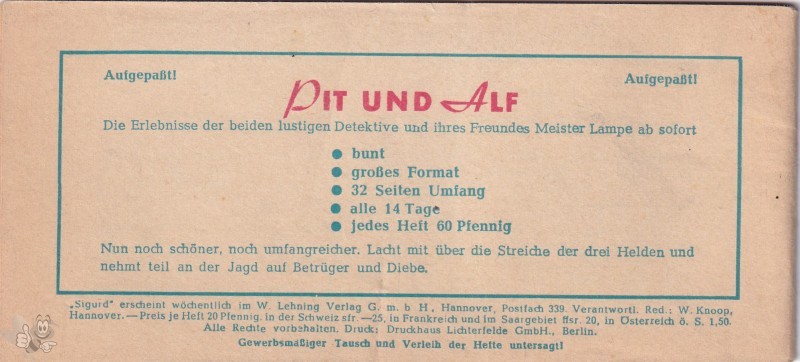 Aufgepaßt!
Aufgepaßt!
PIT UND ALF
Die Erlebnisse der beiden lustigen Detektive und ihres Freundes Meister Lampe ab sofort
● bunt
● großes Format
● 32 Seiten Umfang
● alle 14 Tage
● jedes Heft 60 Pfennig
Nun noch schöner, noch umfangreicher. Lacht mit über die Streiche der drei Helden und
nehmt teil an der Jagd auf Betrüger und Diebe.
„Sigurd" erscheint wöchentlich im W. Lehning Verlag G. m b H, Hannover, Postfach 339. Verantwortl. Red.: W. Knoop,
Hannover.—Preis je Heft 20 Pfennig. In der Schweiz sfr.—25, in Frankreich und im Saargebiet ffsr. 20, in Österreich ö. S. 1,50.
Alle Rechte vorbehalten. Druck: Druckhaus Lichterfelde GmbH., Berlin.
Gewerbsmäßiger Tausch und Verleih der Hefte untersagt!